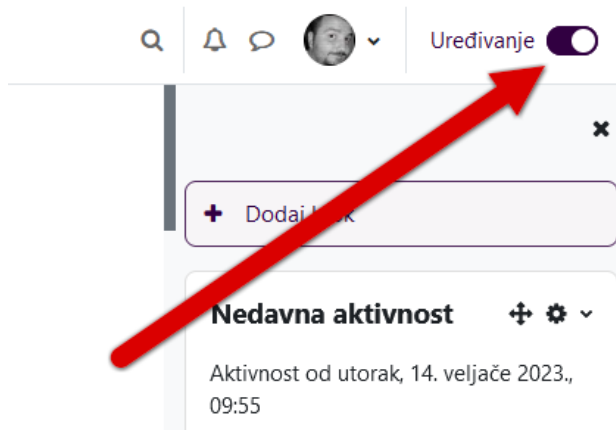 Uređivanje
Dodaj
Nedavna aktivnost
Aktivnost od utorak, 14. veljače 2023.,
09:55